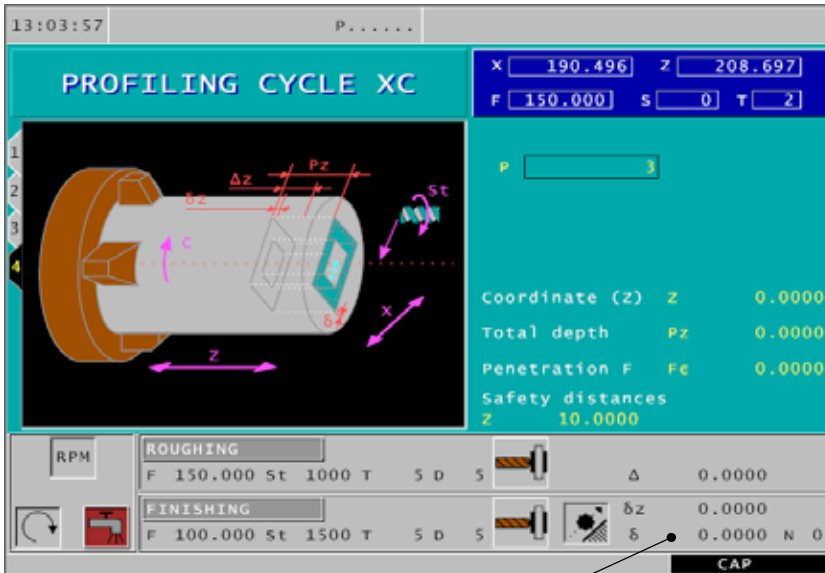 13:03:57 P......
PROFILING CYCLE XC
X 190.496 Z 208.697
F 150.000 S 0 T 2
1
2
3
4
Pz
Δz
δz
St
C
X
δ
Z
P 3
Coordinate (Z) Z 0.0000
Total depth Pz 0.0000
Penetration F Fc 0.0000
Safety distances
Z 10.0000
RPM
ROUGHING
F 150.000 St 1000 T 5 D 5 Δ 0.0000
FINISHING
δz 0.0000
F 100.000 St 1500 T 5 D 5 δ 0.0000 N 0
CAP